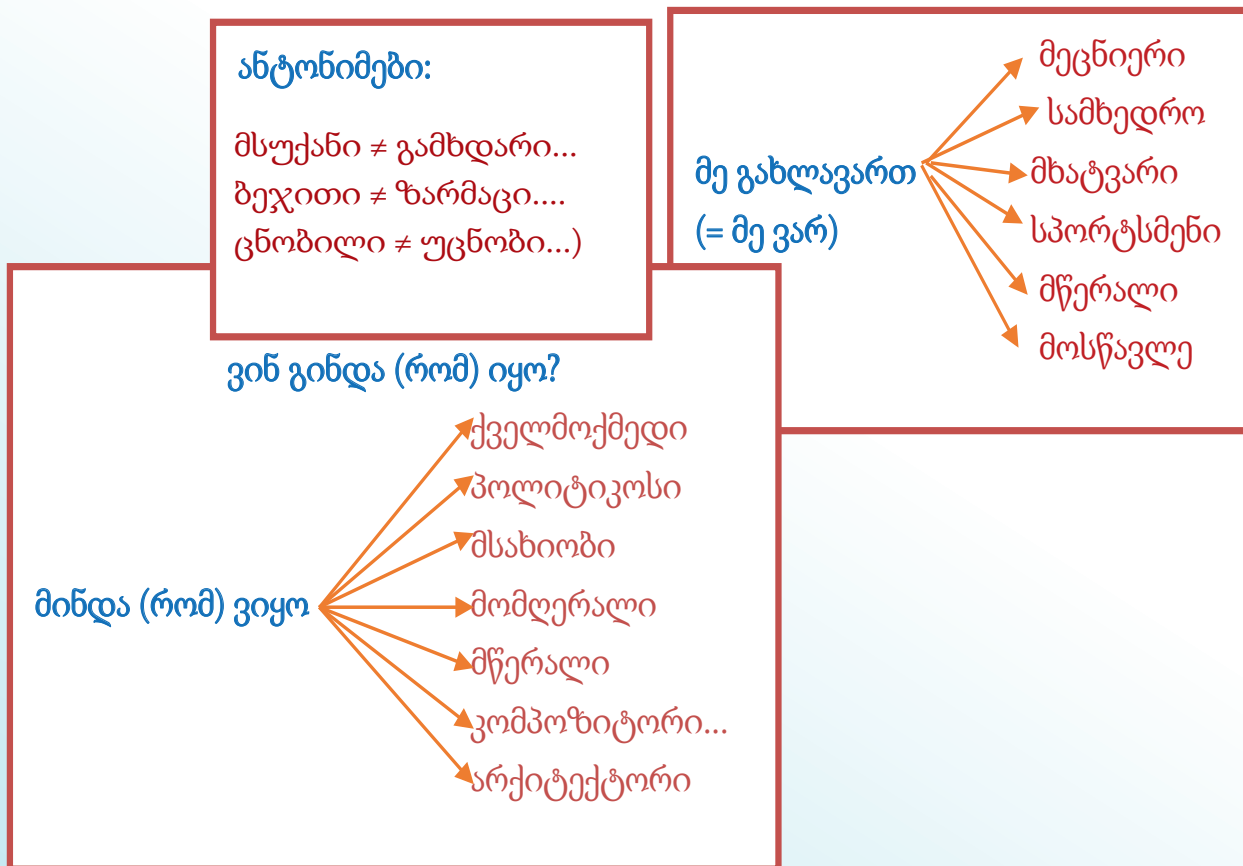 ანტონიმები:
მსუქანი ≠ გამხდარი...
ბეჯითი ≠ ზარმაცი....
ცნობილი ≠ უცნობი...)
მე გახლავართ
(= მე ვარ)
მეცნიერი
სამხედრო
მხატვარი
სპორტსმენი
მწერალი
მოსწავლე
ვინ გინდა (რომ) იყო?
მინდა (რომ) ვიყო
ქველმოქმედი
პოლიტიკოსი
მსახიობი
მომღერალი
მწერალი
კომპოზიტორი...
არქიტექტორი